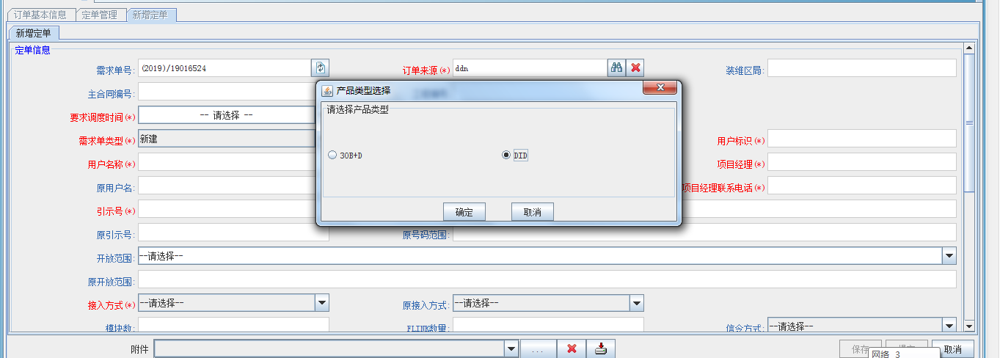 订单基本信息 定单管理 新增定单
新增定单
定单信息
需求单号: (2019)/19016524 订单来源(*) ddn 装维区局:
主合同编号:
产品类型选择
请选择产品类型
要求调度时间(*) -- 请选择 --
需求单类型(*) 新建 用户标识(*)
30B+D DID
用户名称(*) 项目经理(*)
原用户名: 项目经理联系电话(*)
引示号(*)
确定 取消
原引示号: 原号码范围:
开放范围: --请选择--
原开放范围:
接入方式(*) --请选择-- 原接入方式: --请选择--
模块数: FLINK数量: 信令方式: --请选择--
附件 ... 保存 取消
网络 3